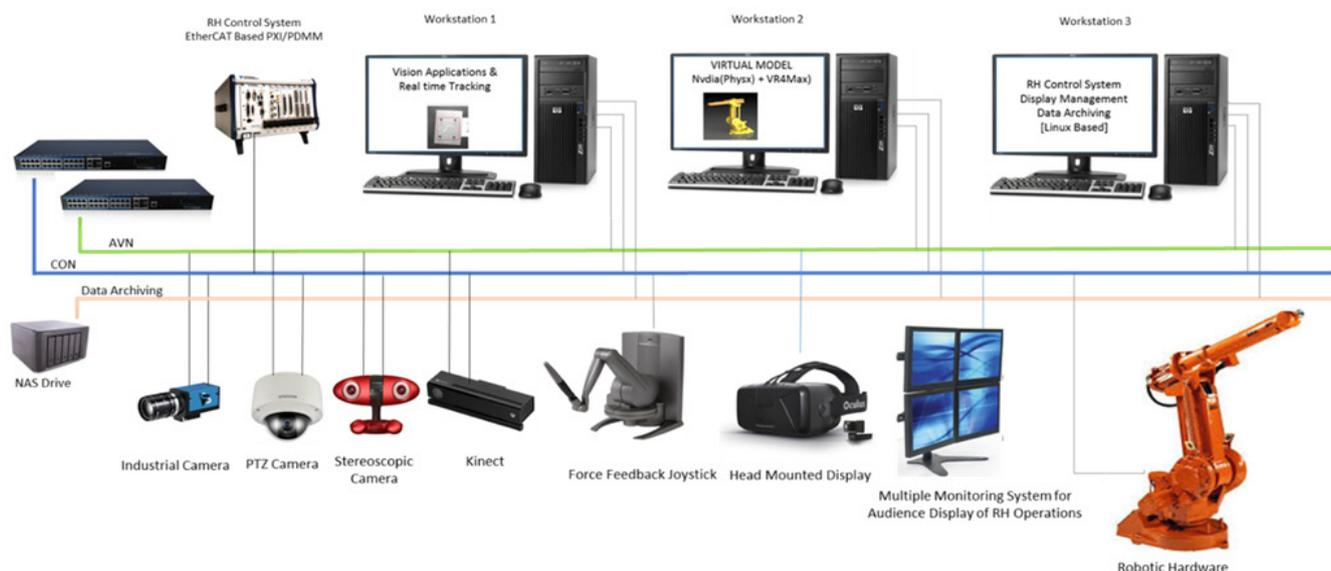 RH Control System
EtherCAT Based PXI/PDMM
Workstation 1
Workstation 2
Workstation 3
Vision Applications &
Real time Tracking
VIRTUAL MODEL
Nvdia(Physx) + VR4Max)
RH Control System
Display Management
Data Archiving
[Linux Based]
AVN
CON
Data Archiving
NAS Drive
Oculus
Industrial Camera
PTZ Camera
Stereoscopic
Camera
Kinect
Force Feedback Joystick
Head Mounted Display
Multiple Monitoring System for
Audience Display of RH Operations
Robotic Hardware